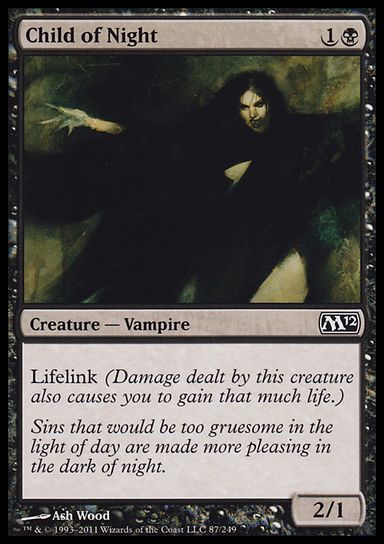 Child of Night 1
Creature — Vampire M12
Lifelink (Damage dealt by this creature
also causes you to gain that much life.)
Sins that would be too gruesome in the
light of day are made more pleasing in
the dark of night.
Ash Wood
2/1
™ & © 1993–2011 Wizards of the Coast LLC 87/249